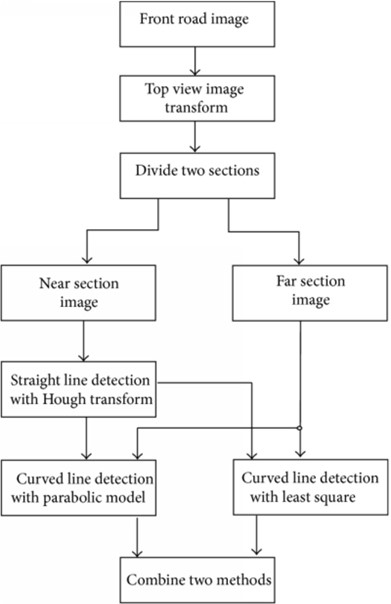 Front road image
Top view image
transform
Divide two sections
Near section
image
Far section
image
Straight line detection
with Hough transform
Curved line detection
with parabolic model
Curved line detection
with least square
Combine two methods